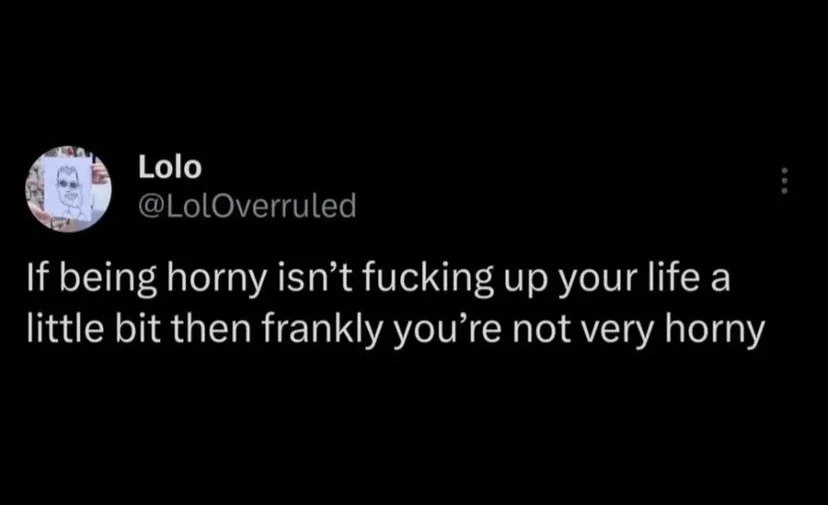 Lolo
@LolOverruled
If being horny isn’t fucking up your life a
little bit then frankly you’re not very horny